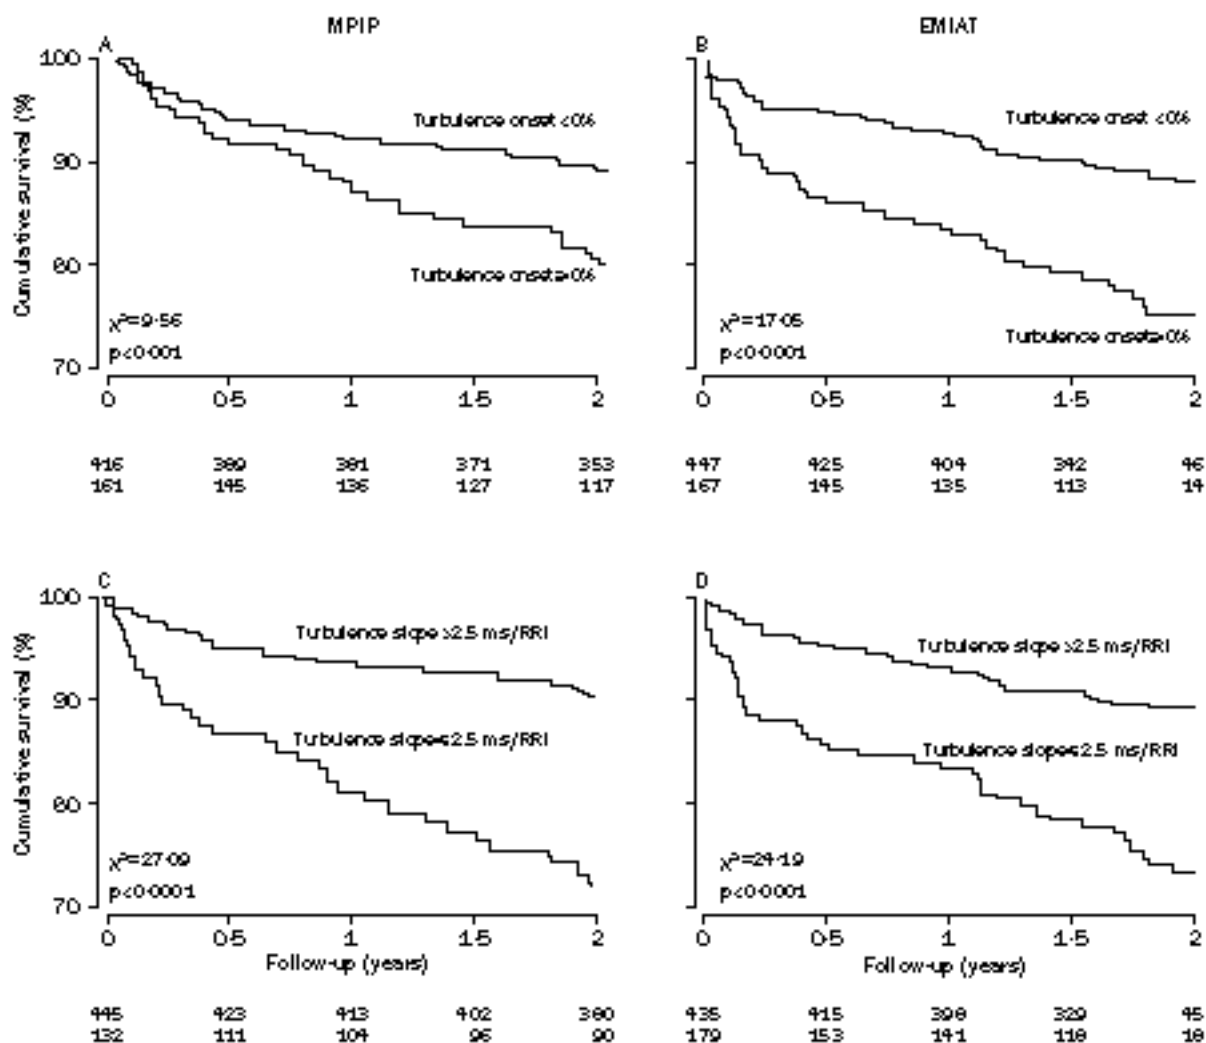 MPIP
EMIAT
A
B
100
90
80
70
Cumulative survival (%)
Turbulence onset <0%
Turbulence onset≥0%
χ²=9·56
p<0·001
Turbulence onset <0%
Turbulence onset≥0%
χ²=17·05
p<0·0001
0 0·5 1 1·5 2
0 0·5 1 1·5 2
416 389 381 371 353
161 145 136 127 117
447 425 404 342 46
167 145 135 113 14
C
D
100
90
80
70
Cumulative survival (%)
Turbulence slope >2.5 ms/RRI
Turbulence slope≤2.5 ms/RRI
χ²=27·09
p<0·0001
Turbulence slope >2.5 ms/RRI
Turbulence slope≤2.5 ms/RRI
χ²=24·19
p<0·0001
0 0·5 1 1·5 2
0 0·5 1 1·5 2
Follow-up (years)
Follow-up (years)
445 423 413 402 380
132 111 104 96 90
435 415 398 329 45
179 153 141 118 18